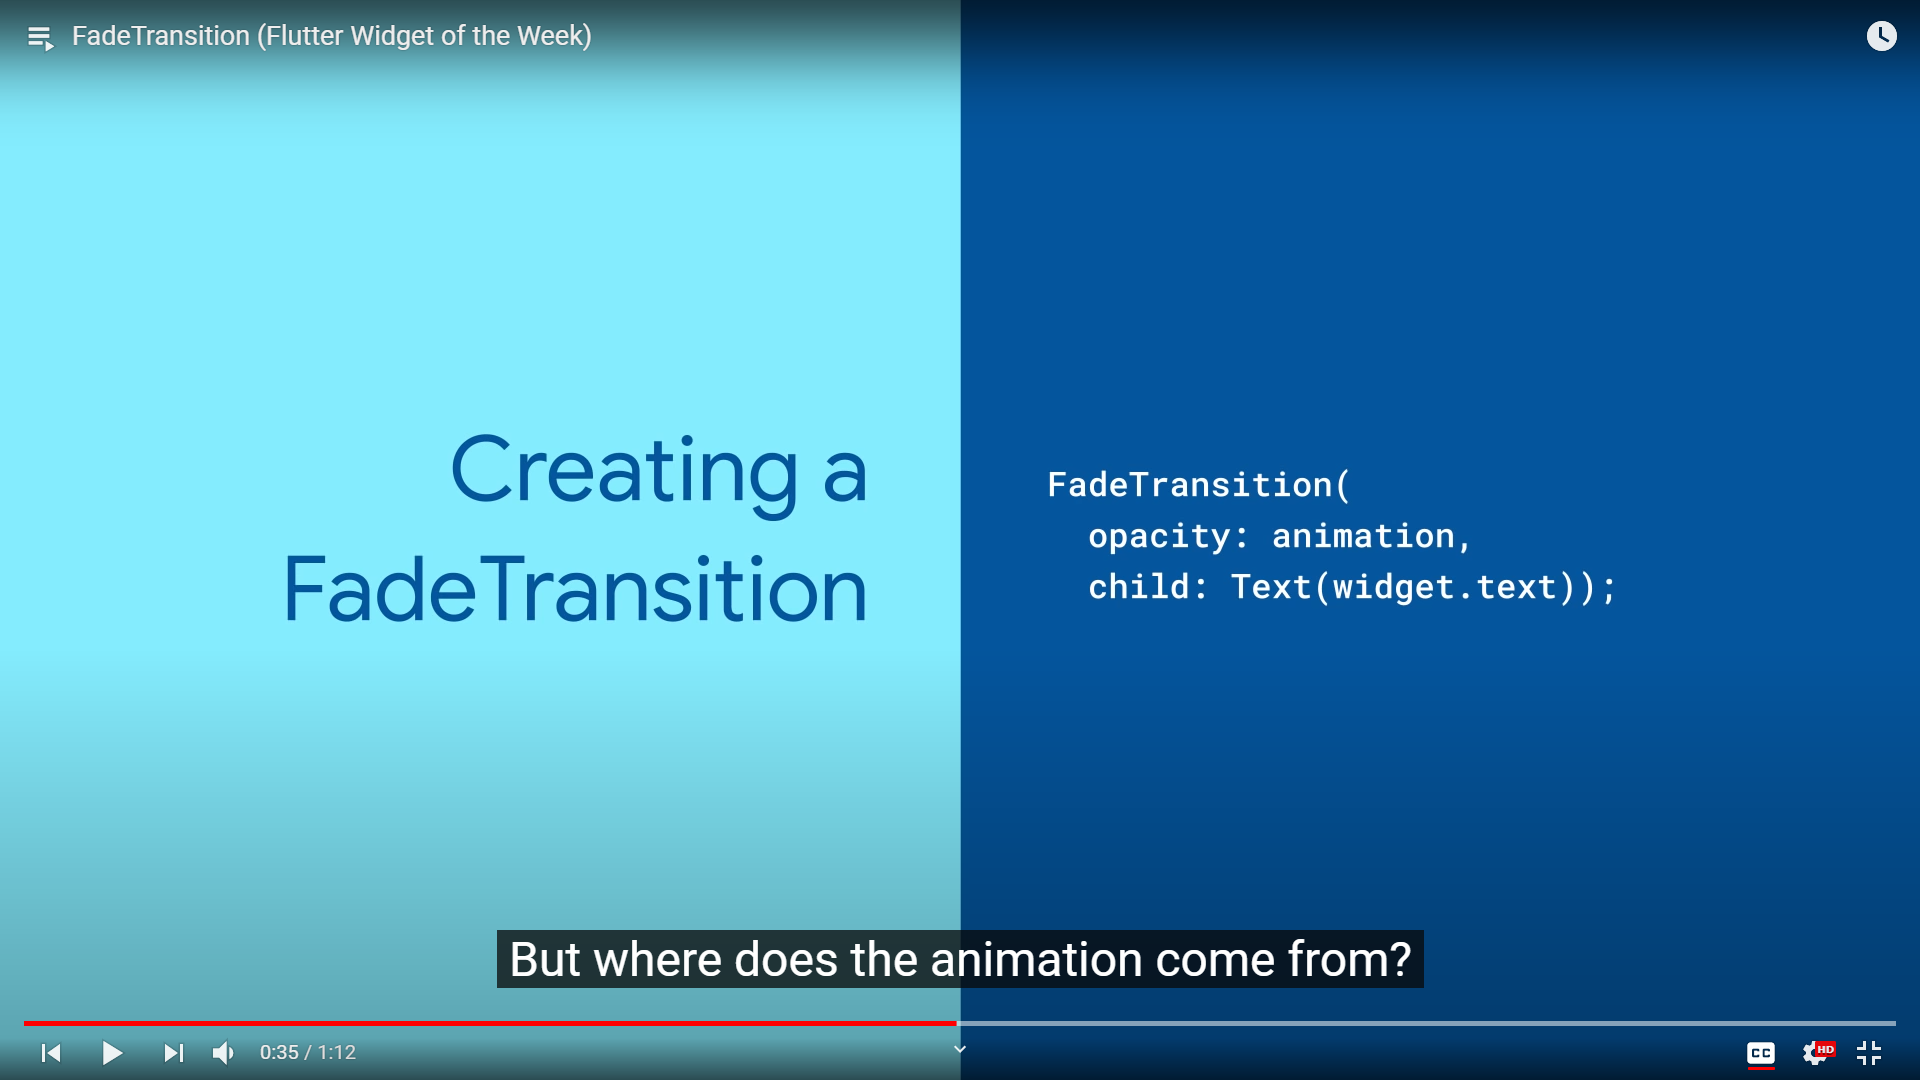 FadeTransition (Flutter Widget of the Week)
Creating a
FadeTransition
FadeTransition(
opacity: animation,
child: Text(widget.text));
But where does the animation come from?
0:35 / 1:12
CC
HD